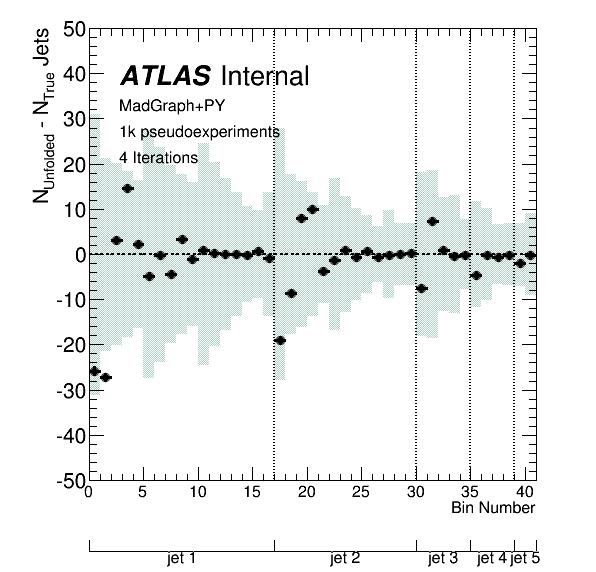 N_Unfolded - N_True Jets
50
40
30
20
10
0
-10
-20
-30
-40
-50
ATLAS Internal
MadGraph+PY
1k pseudoexperiments
4 Iterations
0 5 10 15 20 25 30 35 40
Bin Number
jet 1 jet 2 jet 3 jet 4 jet 5